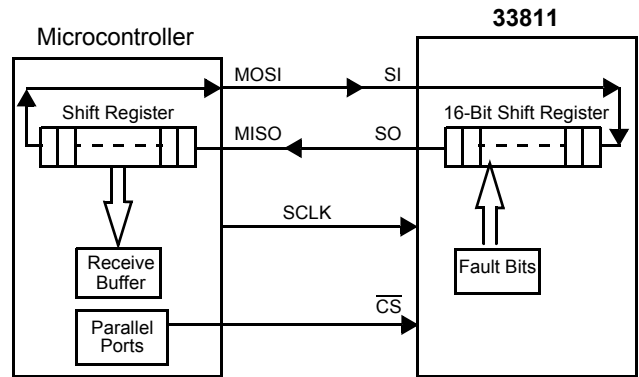 33811
Microcontroller
MOSI
SI
Shift Register
16-Bit Shift Register
MISO
SO
SCLK
Receive
Buffer
Fault Bits
CS
Parallel
Ports